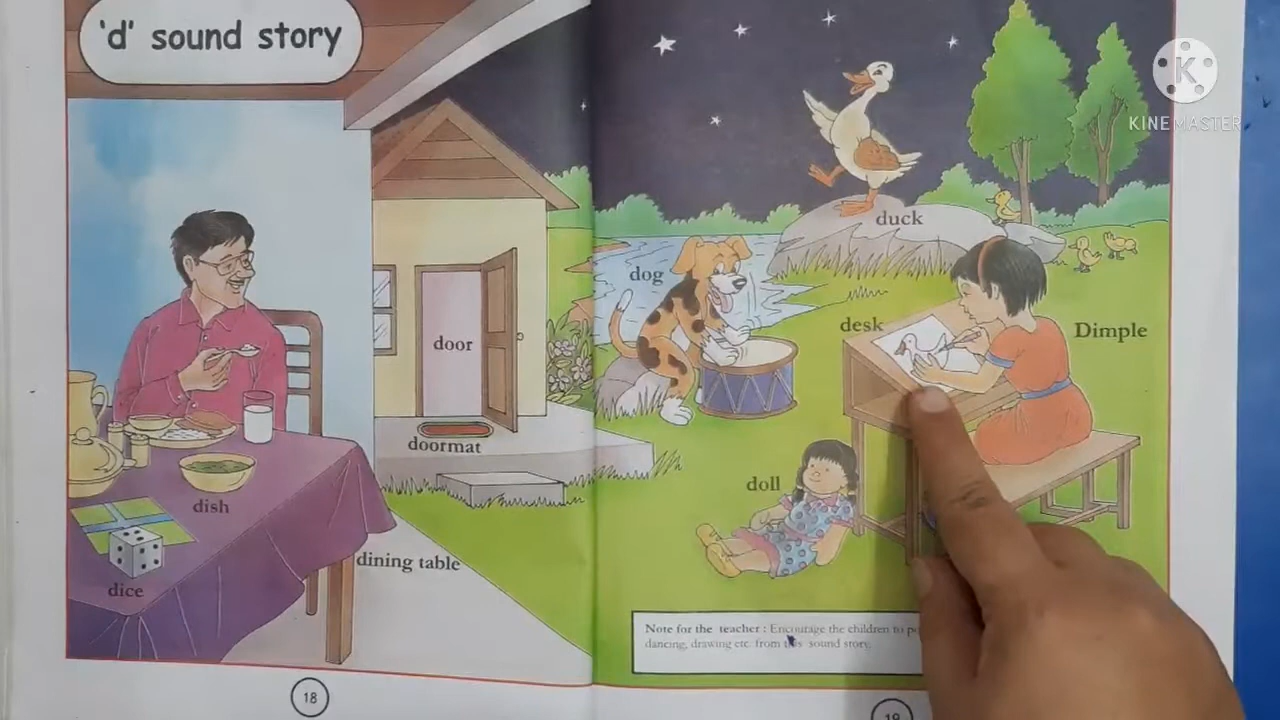 'd' sound story
door
doormat
dish
dining table
dice
18
duck
dog
desk
Dimple
doll
Note for the teacher : Encourage the children to
dancing, drawing etc. from this sound story.
19
KINEMASTER